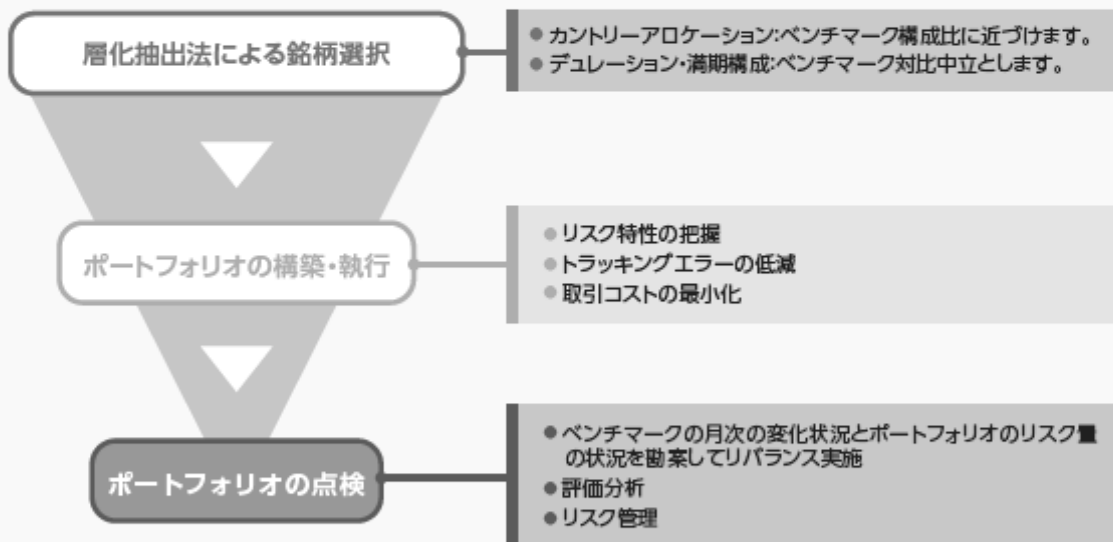 層化抽出法による銘柄選択
● カントリーアロケーション:ベンチマーク構成比に近づけます。
● デュレーション・満期構成:ベンチマーク対比中立とします。
ポートフォリオの構築・執行
● リスク特性の把握
● トラッキングエラーの低減
● 取引コストの最小化
ポートフォリオの点検
● ベンチマークの月次の変化状況とポートフォリオのリスク量
の状況を勘案してリバランス実施
● 評価分析
● リスク管理